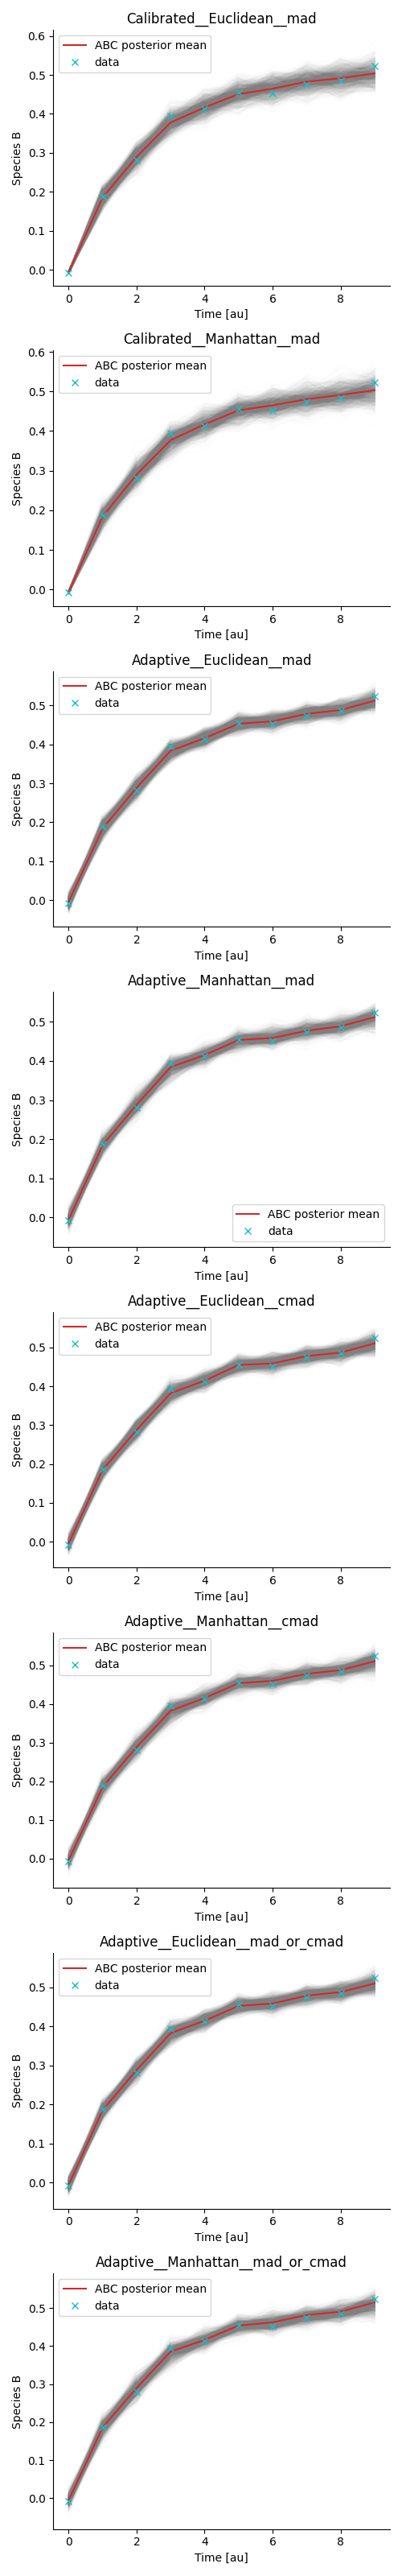 Calibrated__Euclidean__mad
0.6
ABC posterior mean
data
0.5
0.4
0.3
0.2
0.1
0.0
Species B
0 2 4 6 8
Time [au]
Calibrated__Manhattan__mad
0.6
ABC posterior mean
data
0.5
0.4
0.3
0.2
0.1
0.0
Species B
0 2 4 6 8
Time [au]
Adaptive__Euclidean__mad
ABC posterior mean
data
0.5
0.4
0.3
0.2
0.1
0.0
Species B
0 2 4 6 8
Time [au]
Adaptive__Manhattan__mad
0.5
0.4
0.3
0.2
0.1
0.0
Species B
ABC posterior mean
data
0 2 4 6 8
Time [au]
Adaptive__Euclidean__cmad
ABC posterior mean
data
0.5
0.4
0.3
0.2
0.1
0.0
Species B
0 2 4 6 8
Time [au]
Adaptive__Manhattan__cmad
ABC posterior mean
data
0.5
0.4
0.3
0.2
0.1
0.0
Species B
0 2 4 6 8
Time [au]
Adaptive__Euclidean__mad_or_cmad
ABC posterior mean
data
0.5
0.4
0.3
0.2
0.1
0.0
Species B
0 2 4 6 8
Time [au]
Adaptive__Manhattan__mad_or_cmad
ABC posterior mean
data
0.5
0.4
0.3
0.2
0.1
0.0
Species B
0 2 4 6 8
Time [au]